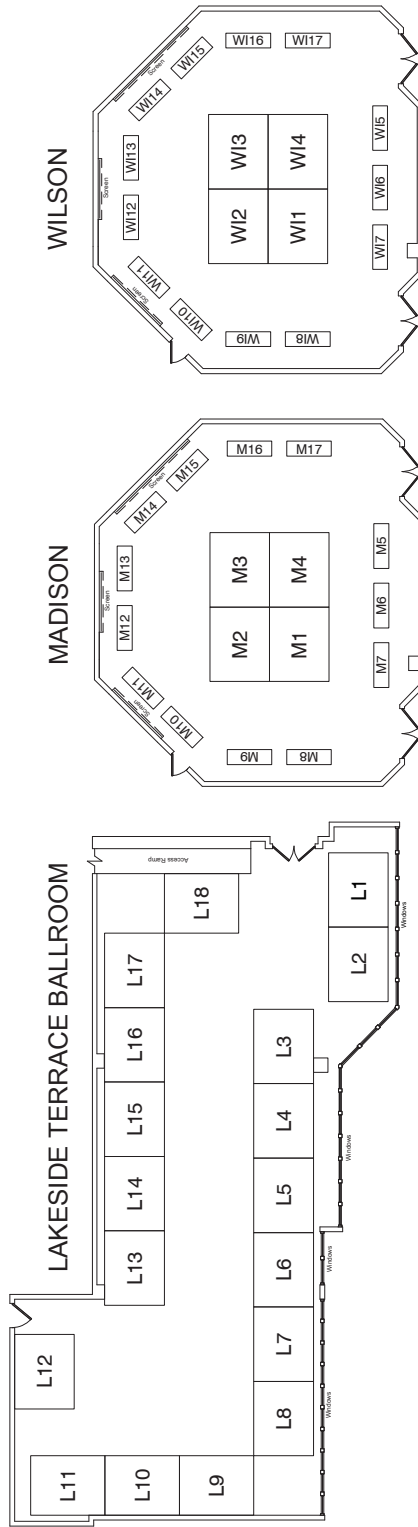 LAKESIDE TERRACE BALLROOM
L12
L11
L10
L9
L13
L14
L15
L16
L17
L18
Access Ramp
L8
L7
L6
L5
L4
L3
L2
L1
Windows
Windows
Windows
Windows
MADISON
Screen
Screen
Screen
M10
M11
M12
M13
M14
M15
M9
M8
M2
M3
M1
M4
M16
M17
M7
M6
M5
WILSON
Screen
Screen
Screen
WI10
WI11
WI12
WI13
WI14
WI15
WI9
WI8
WI2
WI3
WI1
WI4
WI16
WI17
WI7
WI6
WI5